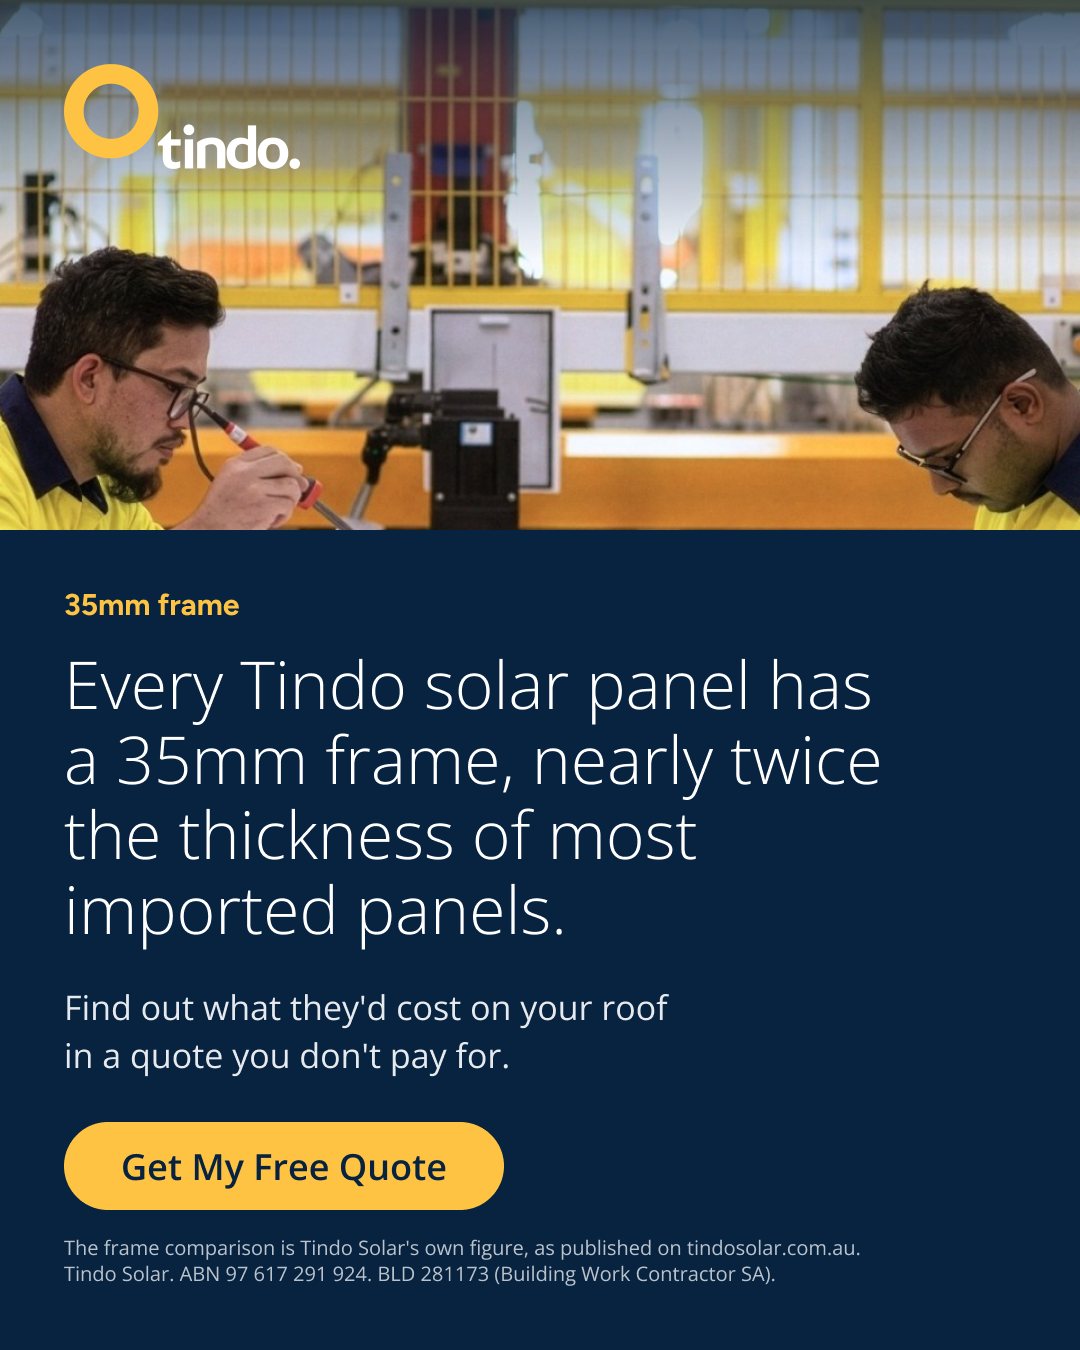 tindo.
35mm frame
Every Tindo solar panel has
a 35mm frame, nearly twice
the thickness of most
imported panels.
Find out what they'd cost on your roof
in a quote you don't pay for.
Get My Free Quote
The frame comparison is Tindo Solar's own figure, as published on tindosolar.com.au.
Tindo Solar. ABN 97 617 291 924. BLD 281173 (Building Work Contractor SA).